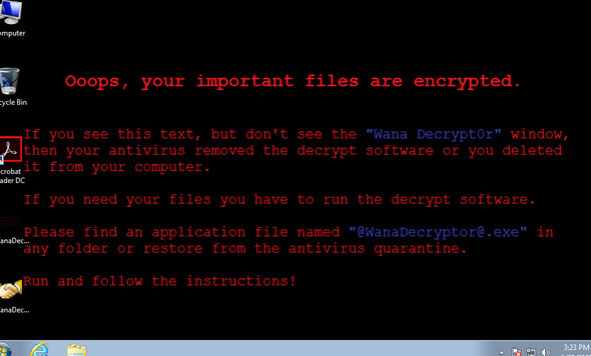 omputer
Ooops, your important files are encrypted.
cycle Bin
If you see this text, but don't see the "Wana Decrypt0r" window,
then your antivirus removed the decrypt software or you deleted
it from your computer.
crobat
ader DC
If you need your files you have to run the decrypt software.
Please find an application file named "@WanaDecryptor@.exe" in
any folder or restore from the antivirus quarantine.
anaDec...
Run and follow the instructions!
anaDec...
3:23 PM